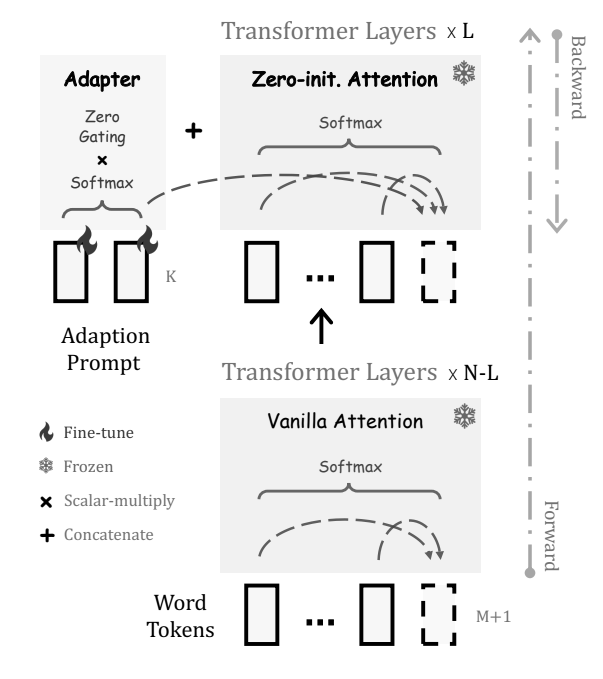 Transformer Layers x L
Adapter
Zero
Gating
×
Softmax
+
Zero-init. Attention
Softmax
...
K
Adaption
Prompt
Transformer Layers x N-L
Vanilla Attention
Softmax
Fine-tune
Frozen
× Scalar-multiply
+ Concatenate
Word
Tokens
...
M+1
Backward
Forward